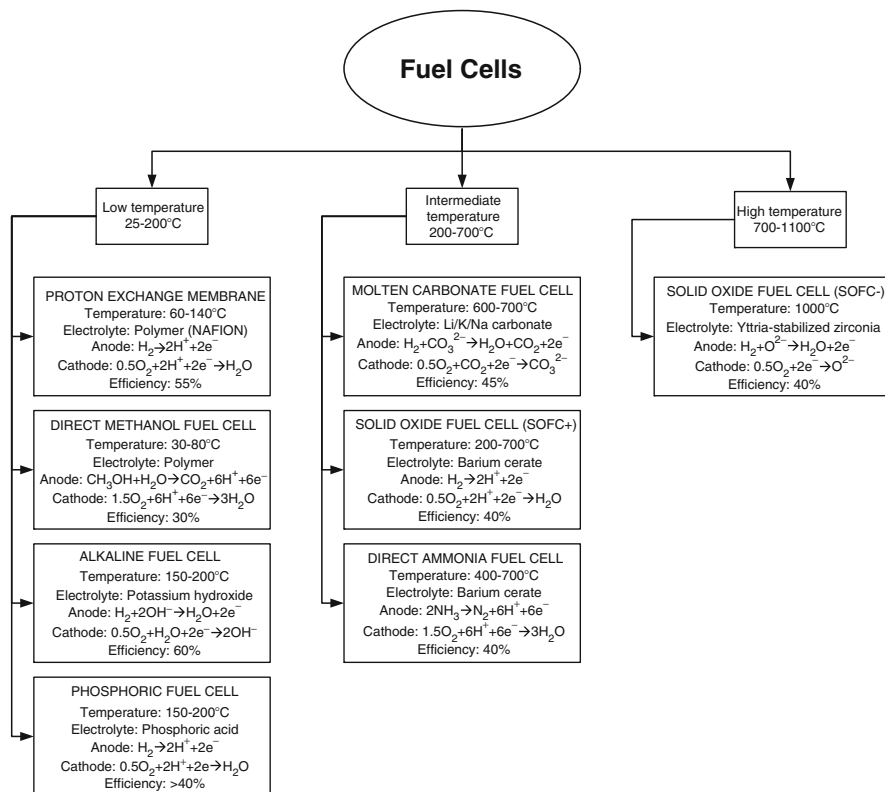 Fuel Cells
Low temperature
25-200°C
Intermediate
temperature
200-700°C
High temperature
700-1100°C
PROTON EXCHANGE MEMBRANE
Temperature: 60-140°C
Electrolyte: Polymer (NAFION)
Anode: H₂→2H⁺+2e⁻
Cathode: 0.5O₂+2H⁺+2e⁻→H₂O
Efficiency: 55%
DIRECT METHANOL FUEL CELL
Temperature: 30-80°C
Electrolyte: Polymer
Anode: CH₃OH+H₂O→CO₂+6H⁺+6e⁻
Cathode: 1.5O₂+6H⁺+6e⁻→3H₂O
Efficiency: 30%
ALKALINE FUEL CELL
Temperature: 150-200°C
Electrolyte: Potassium hydroxide
Anode: H₂+2OH⁻→H₂O+2e⁻
Cathode: 0.5O₂+H₂O+2e⁻→2OH⁻
Efficiency: 60%
PHOSPHORIC FUEL CELL
Temperature: 150-200°C
Electrolyte: Phosphoric acid
Anode: H₂→2H⁺+2e⁻
Cathode: 0.5O₂+2H⁺+2e→H₂O
Efficiency: >40%
MOLTEN CARBONATE FUEL CELL
Temperature: 600-700°C
Electrolyte: Li/K/Na carbonate
Anode: H₂+CO₃²⁻→H₂O+CO₂+2e⁻
Cathode: 0.5O₂+CO₂+2e⁻→CO₃²⁻
Efficiency: 45%
SOLID OXIDE FUEL CELL (SOFC+)
Temperature: 200-700°C
Electrolyte: Barium cerate
Anode: H₂→2H⁺+2e⁻
Cathode: 0.5O₂+2H⁺+2e⁻→H₂O
Efficiency: 40%
DIRECT AMMONIA FUEL CELL
Temperature: 400-700°C
Electrolyte: Barium cerate
Anode: 2NH₃→N₂+6H⁺+6e⁻
Cathode: 1.5O₂+6H⁺+6e⁻→3H₂O
Efficiency: 40%
SOLID OXIDE FUEL CELL (SOFC-)
Temperature: 1000°C
Electrolyte: Yttria-stabilized zirconia
Anode: H₂+O²⁻→H₂O+2e⁻
Cathode: 0.5O₂+2e⁻→O²⁻
Efficiency: 40%